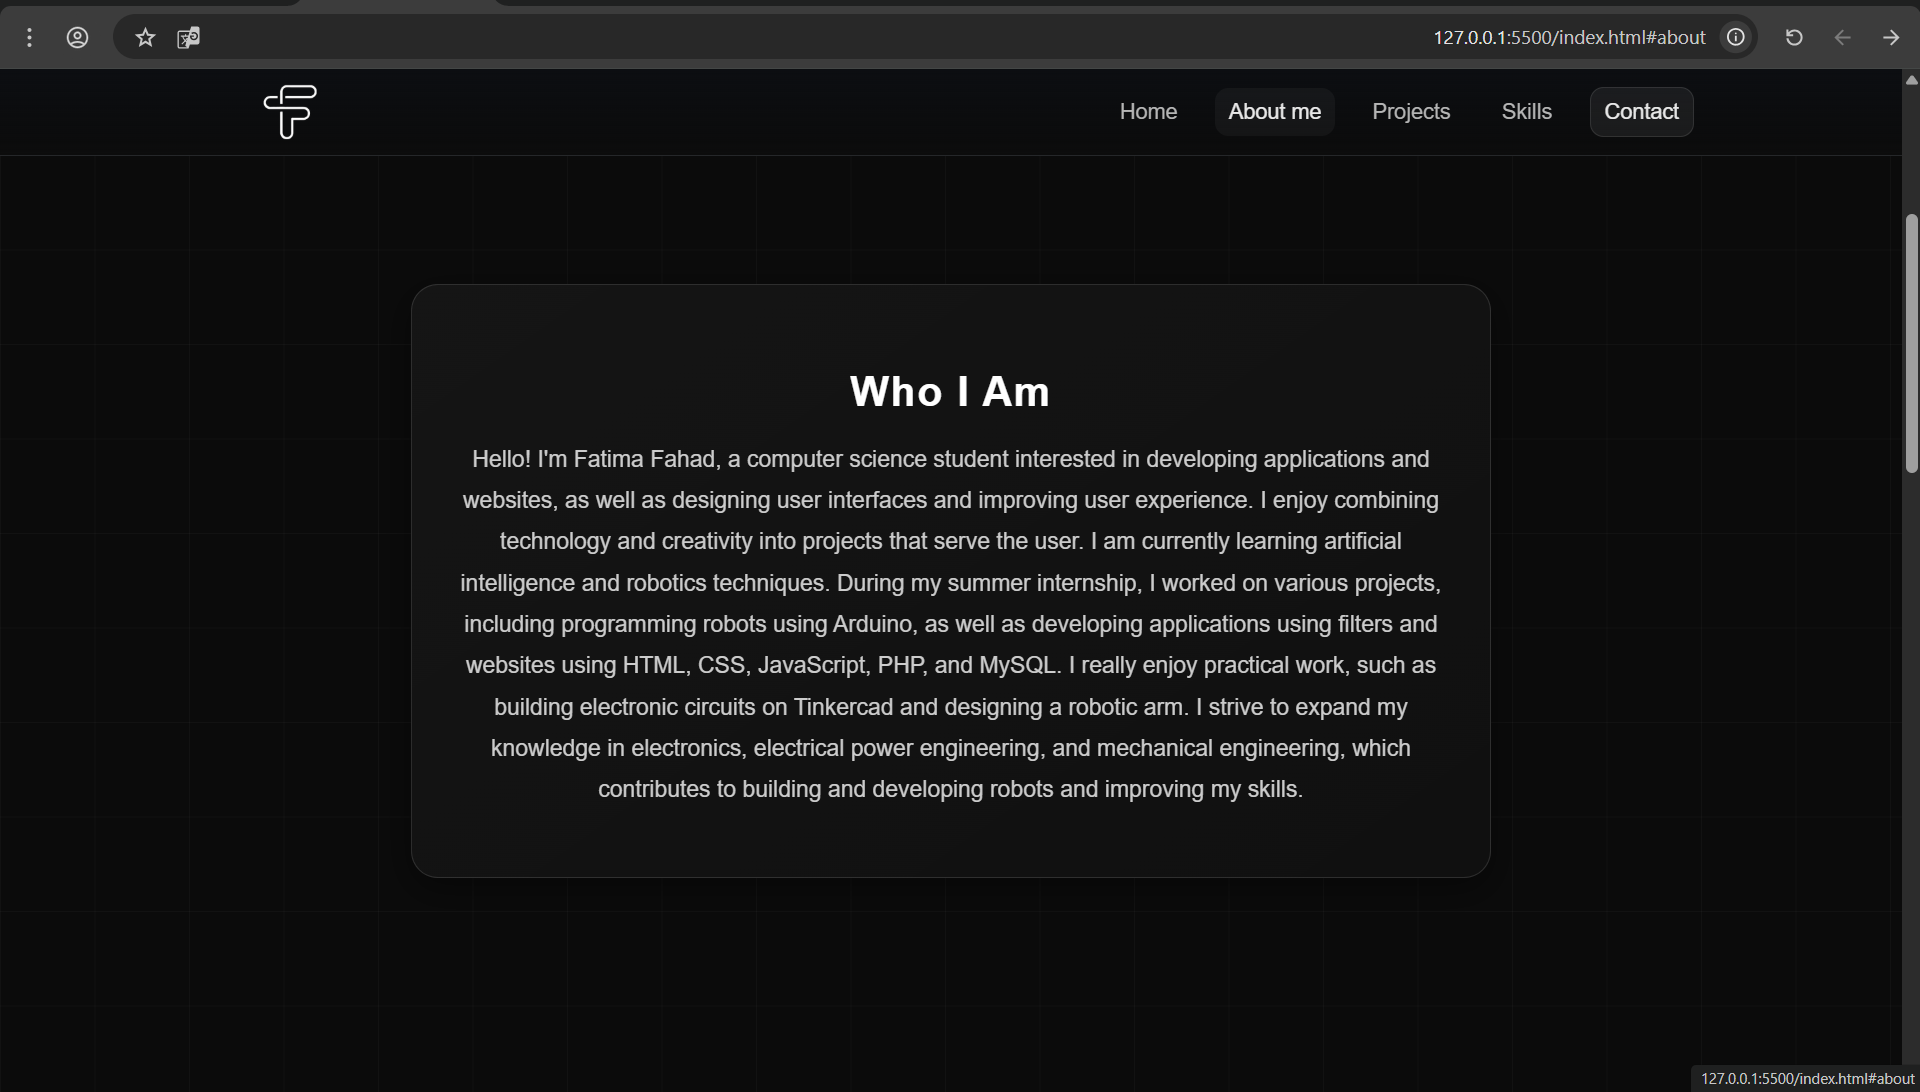 127.0.0.1:5500/index.html#about
Home
About me
Projects
Skills
Contact
Who I Am
Hello! I'm Fatima Fahad, a computer science student interested in developing applications and
websites, as well as designing user interfaces and improving user experience. I enjoy combining
technology and creativity into projects that serve the user. I am currently learning artificial
intelligence and robotics techniques. During my summer internship, I worked on various projects,
including programming robots using Arduino, as well as developing applications using filters and
websites using HTML, CSS, JavaScript, PHP, and MySQL. I really enjoy practical work, such as
building electronic circuits on Tinkercad and designing a robotic arm. I strive to expand my
knowledge in electronics, electrical power engineering, and mechanical engineering, which
contributes to building and developing robots and improving my skills.
127.0.0.1:5500/index.html#about